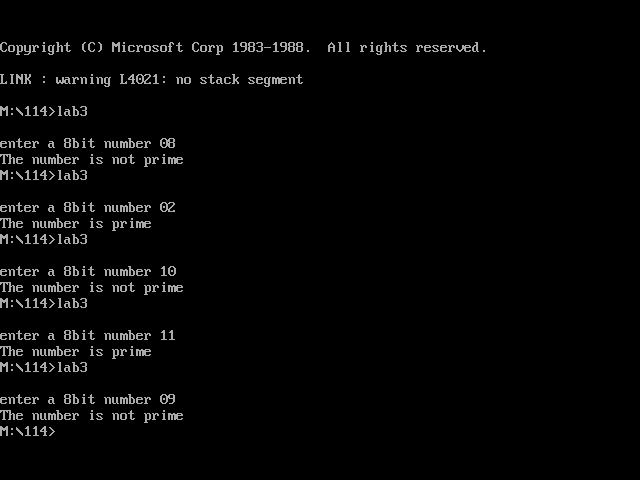 Copyright (C) Microsoft Corp 1983-1988.  All rights reserved.
LINK : warning L4021: no stack segment
M:\114>lab3
enter a 8bit number 08
The number is not prime
M:\114>lab3
enter a 8bit number 02
The number is prime
M:\114>lab3
enter a 8bit number 10
The number is not prime
M:\114>lab3
enter a 8bit number 11
The number is prime
M:\114>lab3
enter a 8bit number 09
The number is not prime
M:\114>